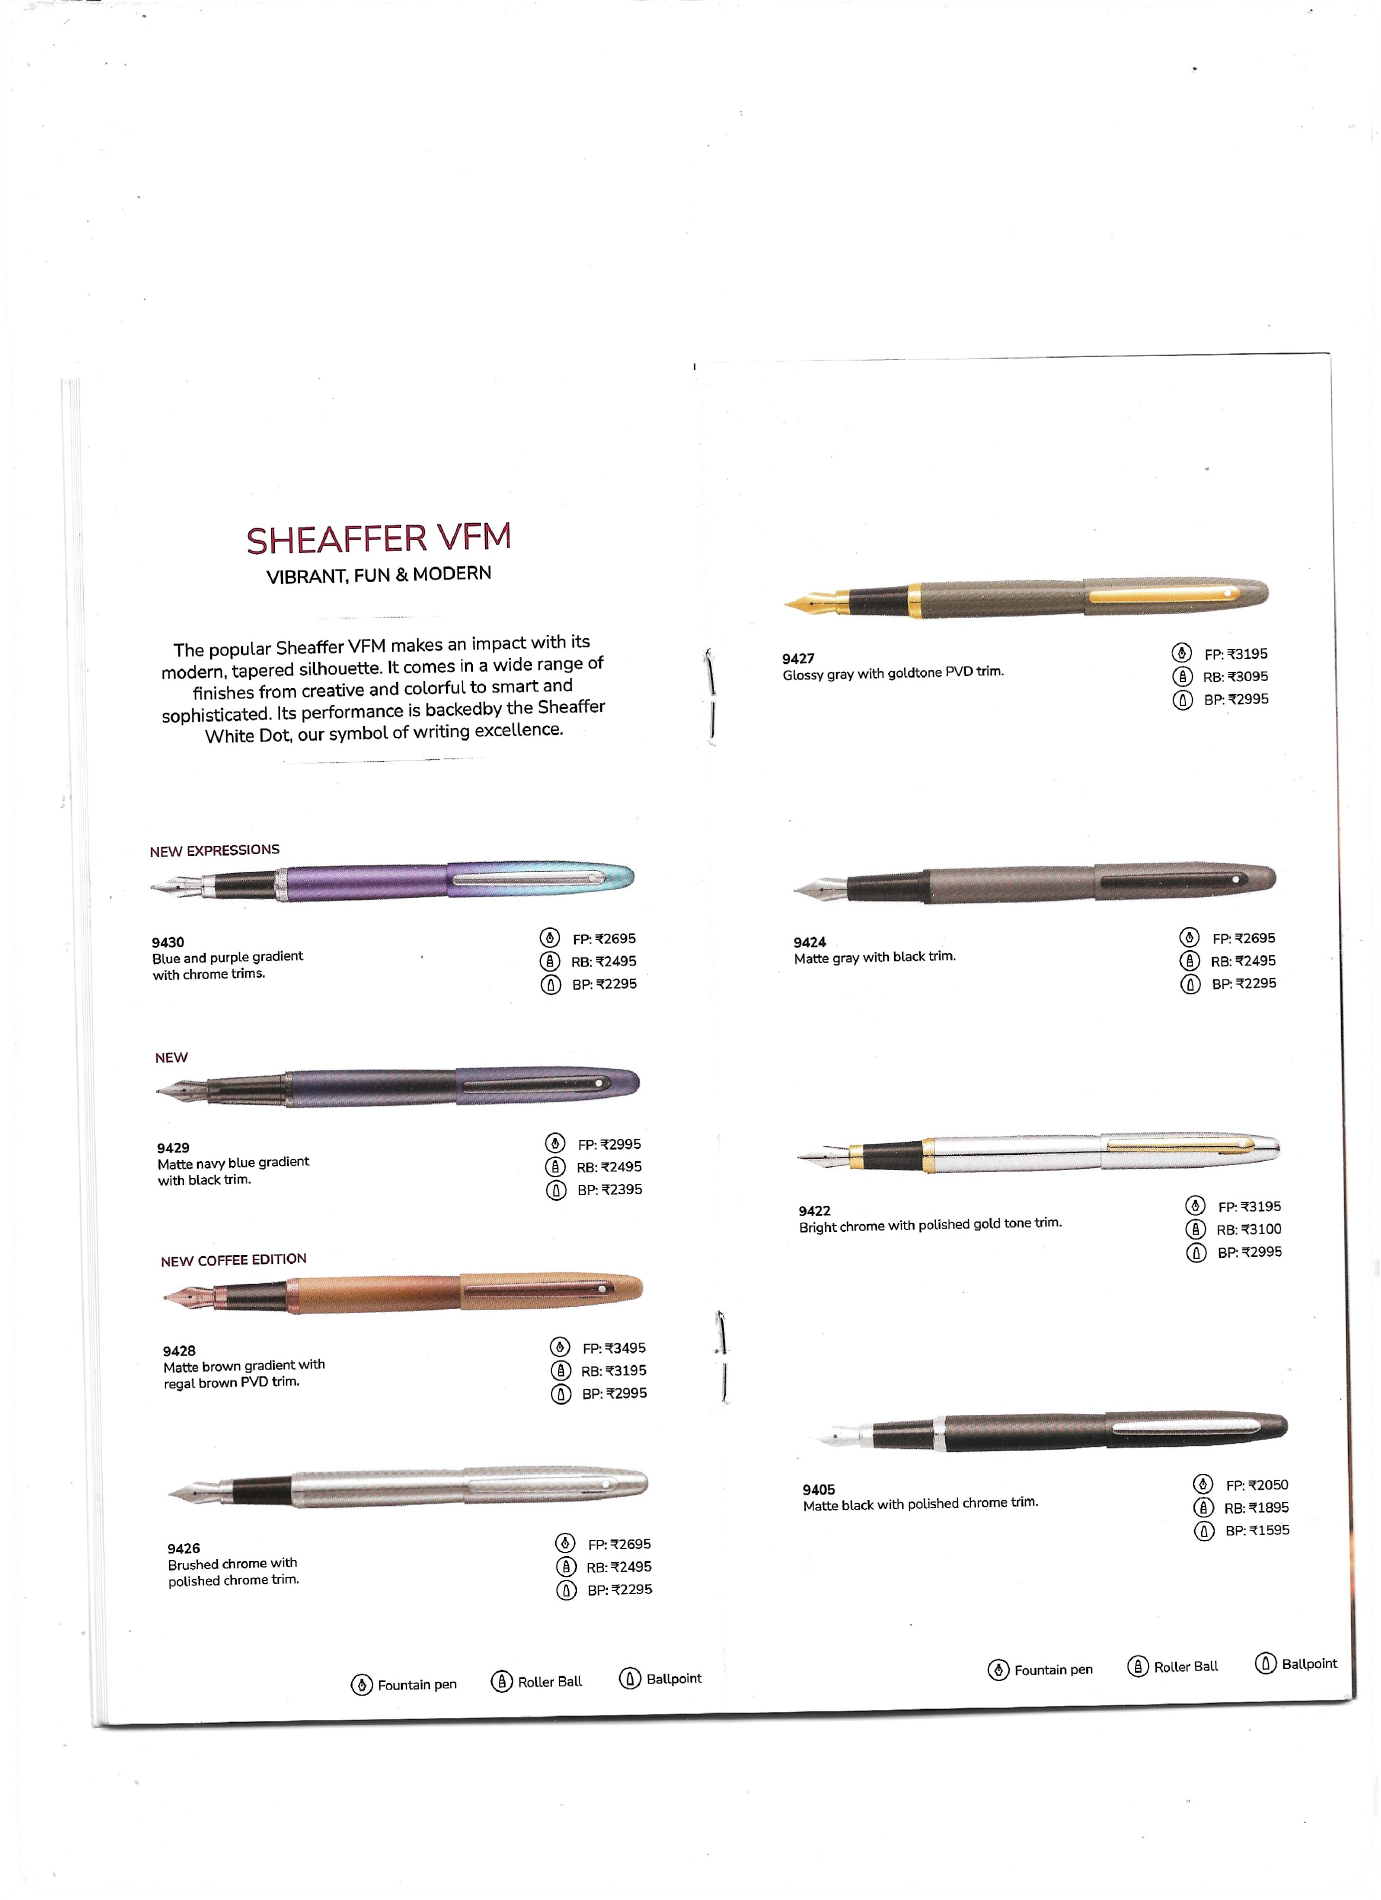 SHEAFFER VFM
VIBRANT, FUN & MODERN
The popular Sheaffer VFM makes an impact with its
modern, tapered silhouette. It comes in a wide range of
finishes from creative and colorful to smart and
sophisticated. Its performance is backedby the Sheaffer
White Dot, our symbol of writing excellence.
NEW EXPRESSIONS
9430
Blue and purple gradient
with chrome trims.
FP: ₹2695
RB: ₹2495
BP: ₹2295
NEW
9429
Matte navy blue gradient
with black trim.
FP: ₹2995
RB: ₹2495
BP: ₹2395
NEW COFFEE EDITION
9428
Matte brown gradient with
regal brown PVD trim.
FP: ₹3495
RB: ₹3195
BP: ₹2995
9426
Brushed chrome with
polished chrome trim.
FP: ₹2695
RB: ₹2495
BP: ₹2295
Fountain pen Roller Ball Ballpoint
9427
Glossy gray with goldtone PVD trim.
FP: ₹3195
RB: ₹3095
BP: ₹2995
9424
Matte gray with black trim.
FP: ₹2695
RB: ₹2495
BP: ₹2295
9422
Bright chrome with polished gold tone trim.
FP: ₹3195
RB: ₹3100
BP: ₹2995
9405
Matte black with polished chrome trim.
FP: ₹2050
RB: ₹1895
BP: ₹1595
Fountain pen Roller Ball Ballpoint